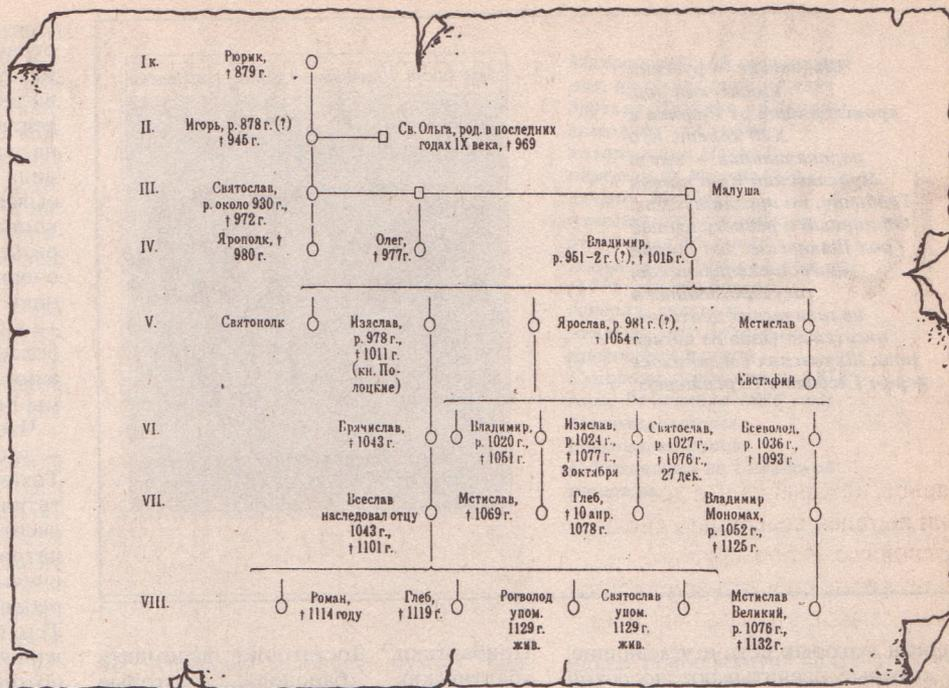 I к.
Рюрик,
† 879 г.
II.
Игорь, р. 878 г. (?)
† 945 г.
Св. Ольга, род. в последних
годах IX века, † 969
III.
Святослав,
р. около 930 г.,
† 972 г.
Малуша
IV.
Ярополк, †
980 г.
Олег,
† 977 г.
Владимир,
р. 951-2 г. (?), † 1015 г.
V.
Святополк
Изяслав,
р. 978 г.,
† 1011 г.
(кн. По-
лоцкие)
Ярослав, р. 981 г. (?),
† 1054 г.
Мстислав
Евстафий
VI.
Брячислав,
† 1043 г.
Владимир,
р. 1020 г.,
† 1051 г.
Изяслав,
р. 1024 г.,
† 1077 г.,
3 октября
Святослав,
р. 1027 г.,
† 1076 г.,
27 дек.
Всеволод,
р. 1036 г.,
† 1093 г.
VII.
Всеслав
наследовал отцу
1043 г.,
† 1101 г.
Мстислав,
† 1069 г.
Глеб,
† 10 апр.
1078 г.
Владимир
Мономах,
р. 1052 г.,
† 1125 г.
VIII.
Роман,
† 1114 году
Глеб,
† 1119 г.
Рогволод
упом.
1129 г.
жив.
Святослав
упом.
1129 г.
жив.
Мстислав
Великий,
р. 1076 г.,
† 1132 г.